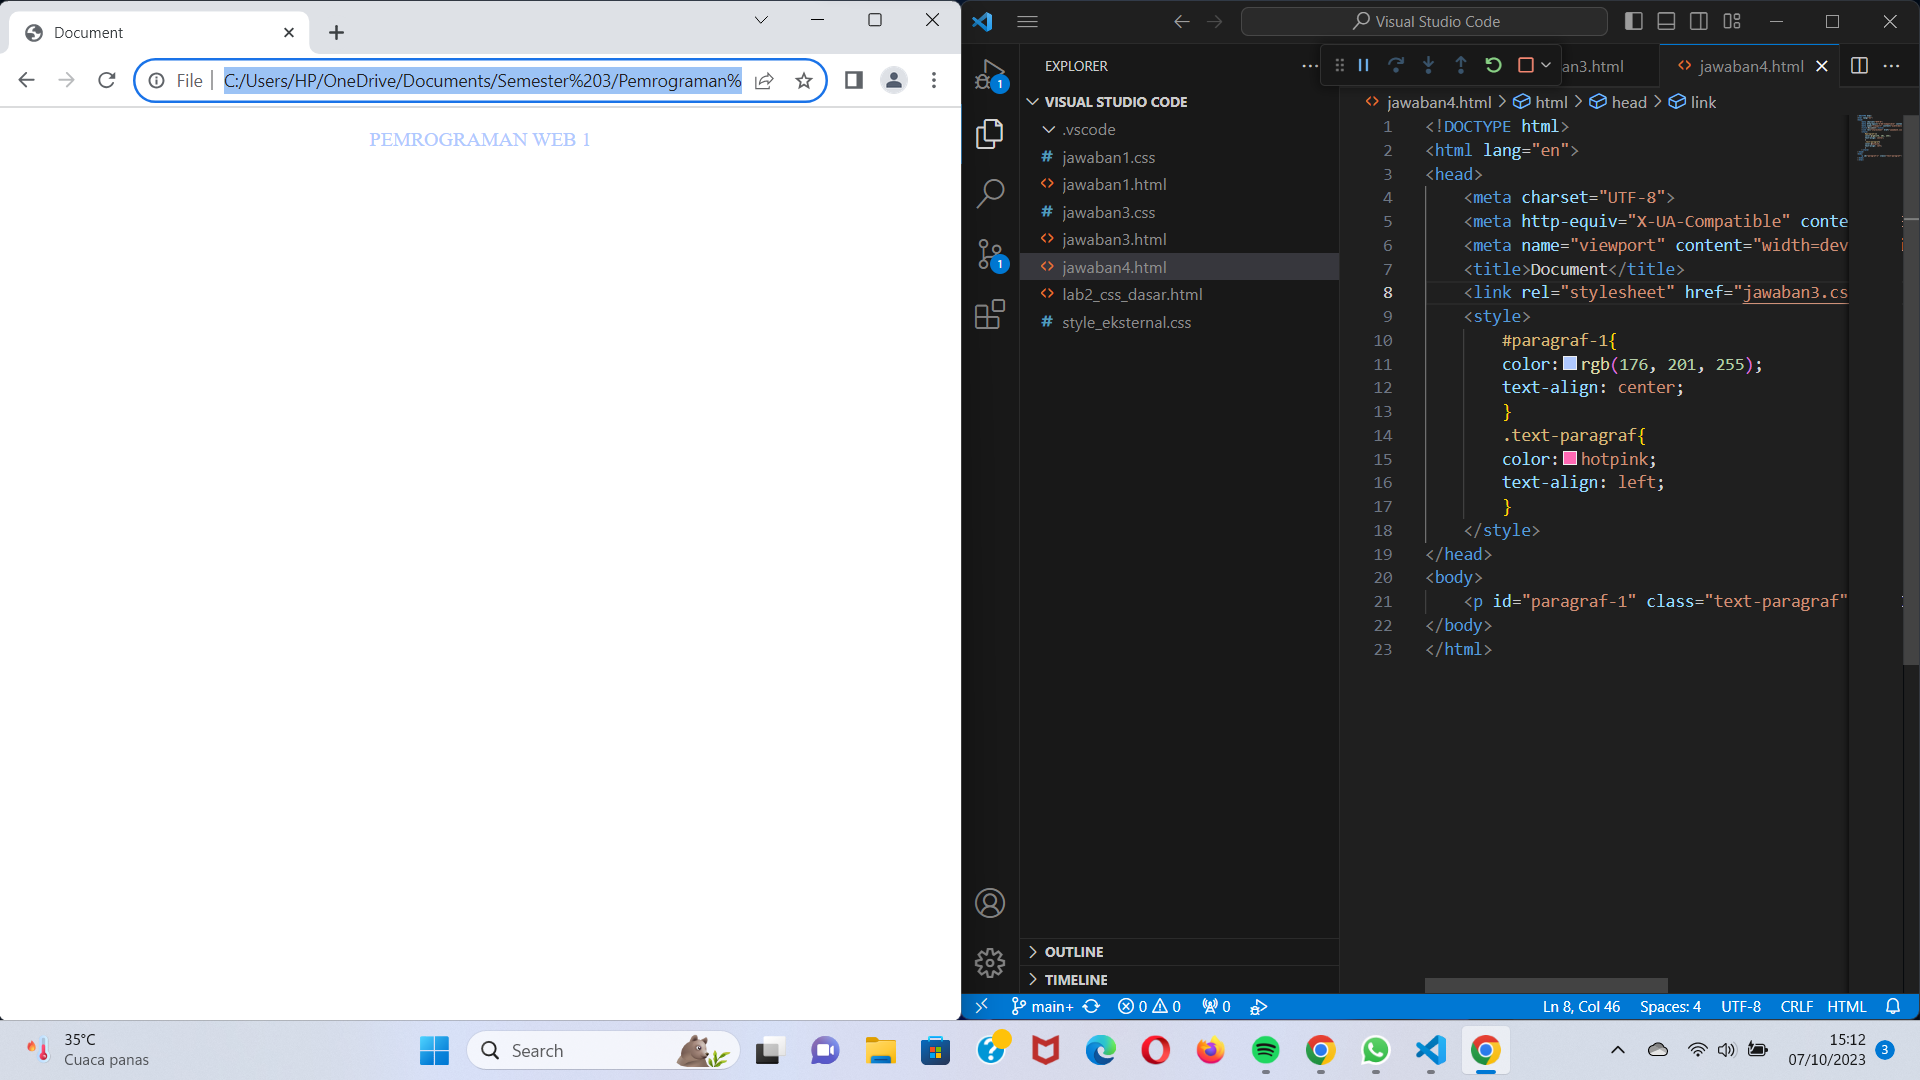 Document
File
C:/Users/HP/OneDrive/Documents/Semester%203/Pemrograman%
PEMROGRAMAN WEB 1
Visual Studio Code
EXPLORER
an3.html
jawaban4.html
1
VISUAL STUDIO CODE
.vscode
jawaban1.css
jawaban1.html
jawaban3.css
jawaban3.html
jawaban4.html
lab2_css_dasar.html
style_eksternal.css
1
jawaban4.html > html > head > link
1 <!DOCTYPE html>
2 <html lang="en">
3 <head>
4 <meta charset="UTF-8">
5 <meta http-equiv="X-UA-Compatible" conte
6 <meta name="viewport" content="width=dev
7 <title>Document</title>
8 <link rel="stylesheet" href="jawaban3.cs
9 <style>
10 #paragraf-1{
11 color: rgb(176, 201, 255);
12 text-align: center;
13 }
14 .text-paragraf{
15 color: hotpink;
16 text-align: left;
17 }
18 </style>
19 </head>
20 <body>
21 <p id="paragraf-1" class="text-paragraf"
22 </body>
23 </html>
OUTLINE
TIMELINE
main+
0
0
0
Ln 8, Col 46
Spaces: 4
UTF-8
CRLF
HTML
35°C
Cuaca panas
Search
15:12
07/10/2023
3